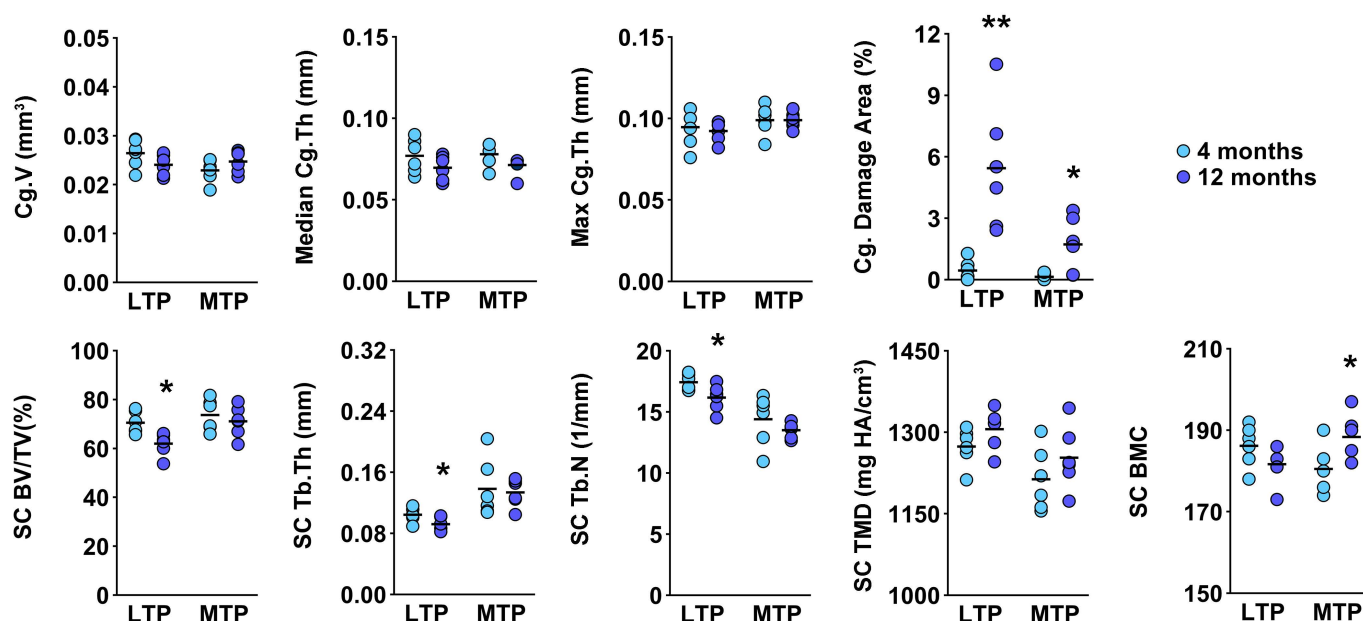 Cg.V (mm³)
0.05
0.04
0.03
0.02
0.01
0.00
LTP MTP
Median Cg.Th (mm)
0.15
0.10
0.05
0.00
LTP MTP
Max Cg.Th (mm)
0.15
0.10
0.05
0.00
LTP MTP
Cg. Damage Area (%)
12
9
6
3
0
**
*
LTP MTP
4 months
12 months
SC BV/TV(%)
100
80
60
40
20
0
*
LTP MTP
SC Tb.Th (mm)
0.32
0.24
0.16
0.08
0.00
*
LTP MTP
SC Tb.N (1/mm)
20
15
10
5
0
*
LTP MTP
SC TMD (mg HA/cm³)
1450
1300
1150
1000
LTP MTP
SC BMC
210
190
170
150
*
LTP MTP